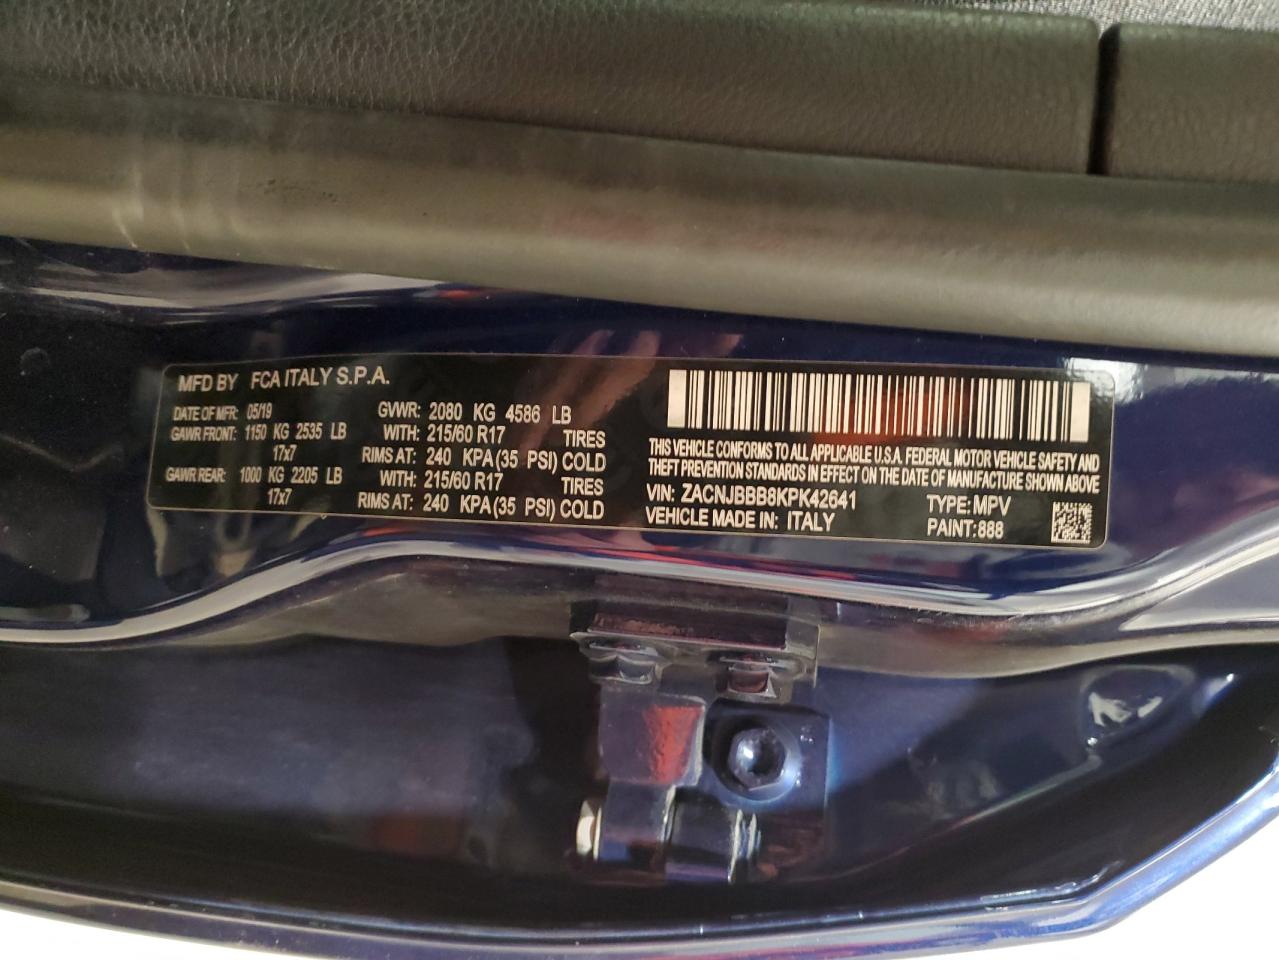 MFD BY FCA ITALY S.P.A.
DATE OF MFR: 05/19 GVWR: 2080 KG 4586 LB
GAWR FRONT: 1150 KG 2535 LB WITH: 215/60 R17 TIRES
17x7 RIMS AT: 240 KPA(35 PSI) COLD
GAWR REAR: 1000 KG 2205 LB WITH: 215/60 R17 TIRES
17x7 RIMS AT: 240 KPA(35 PSI) COLD
THIS VEHICLE CONFORMS TO ALL APPLICABLE U.S.A. FEDERAL MOTOR VEHICLE SAFETY AND
THEFT PREVENTION STANDARDS IN EFFECT ON THE DATE OF MANUFACTURE SHOWN ABOVE
VIN: ZACNJBBB8KPK42641 TYPE: MPV
VEHICLE MADE IN: ITALY PAINT:888